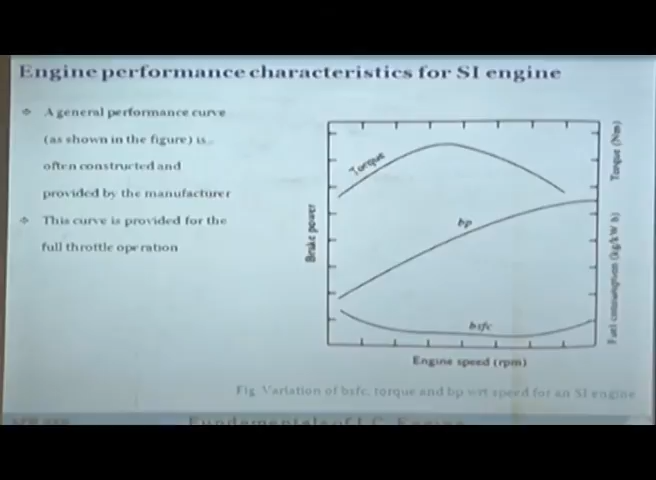 Engine performance characteristics for SI engine
A general performance curve
(as shown in the figure) is
often constructed and
provided by the manufacturer
This curve is provided for the
full throttle operation
Torque
bp
bsfc
Brake power
Torque (Nm)
Fuel consumption (kg/kW h)
Engine speed (rpm)
Fig. Variation of bsfc, torque and bp wrt speed for an SI engine
Fundamentals of I.C. Engine